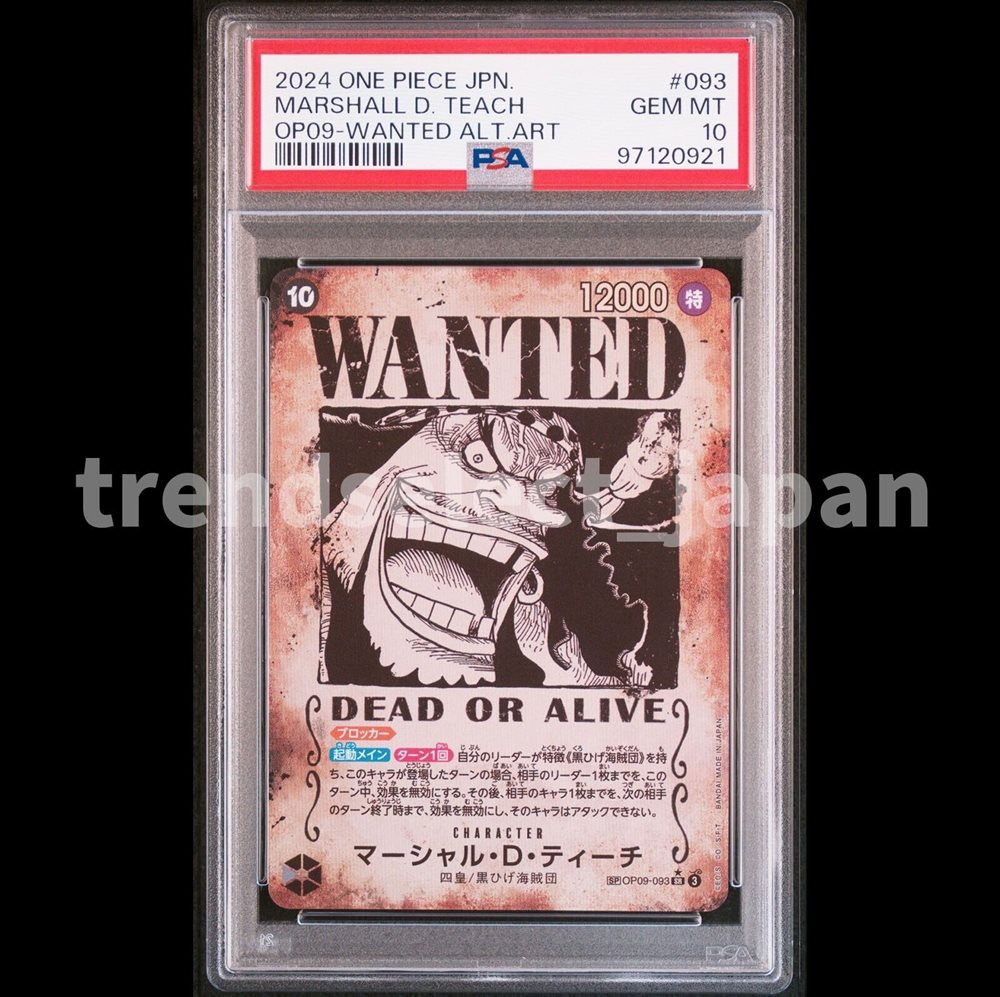 2024 ONE PIECE JPN. #093
MARSHALL D. TEACH GEM MT
OP09-WANTED ALT.ART 10
PSA 97120921
10 12000 特
WANTED
trendselect_japan
DEAD OR ALIVE
ブロッカー
起動メイン ターン1回 自分のリーダーが特徴《黒ひげ海賊団》を持
ち、このキャラが登場したターンの場合、相手のリーダー1枚までを、この
ターン中、効果を無効にする。その後、相手のキャラ1枚までを、次の相手
のターン終了時まで、効果を無効にし、そのキャラはアタックできない。
CHARACTER
マーシャル・D・ティーチ
四皇/黒ひげ海賊団
SP OP09-093 SR 3
BANDAI MADE IN JAPAN
PSA